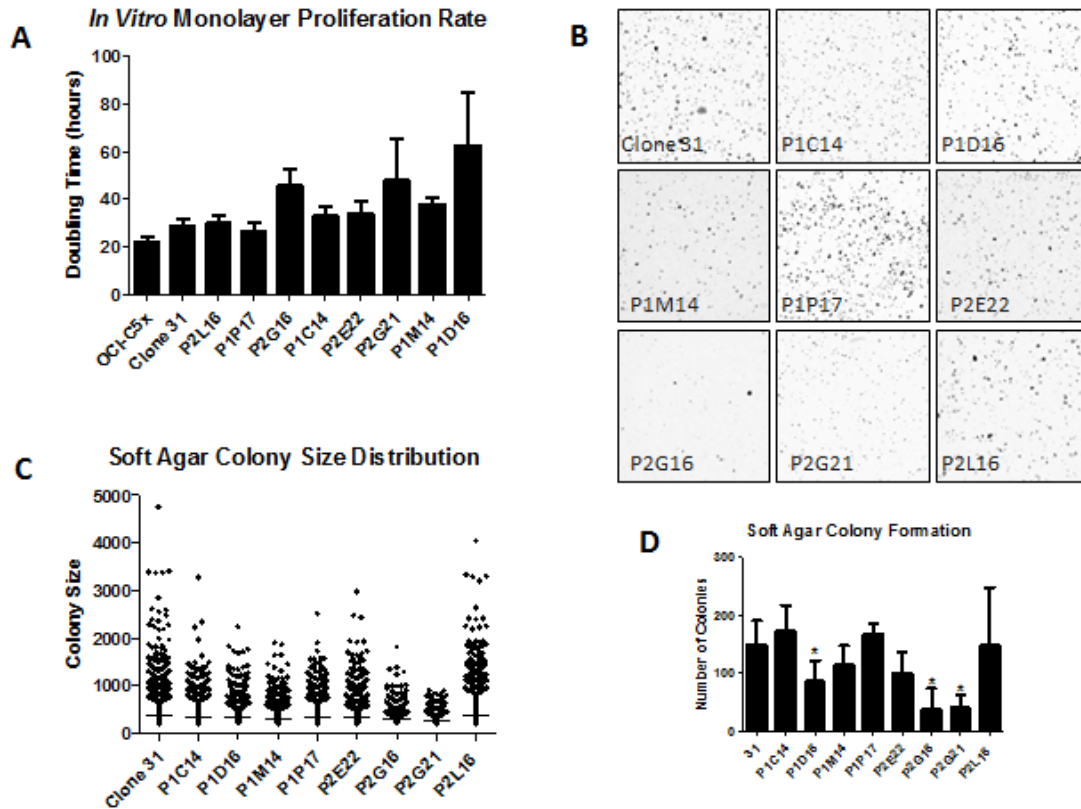 A
In Vitro Monolayer Proliferation Rate
Doubling Time (hours)
100
80
60
40
20
0
OCI-C5x
Clone 31
P2L16
P1P17
P2G16
P1C14
P2E22
P2G21
P1M14
P1D16
B
Clone 31
P1C14
P1D16
P1M14
P1P17
P2E22
P2G16
P2G21
P2L16
C
Soft Agar Colony Size Distribution
Colony Size
5000
4000
3000
2000
1000
0
Clone 31
P1C14
P1D16
P1M14
P1P17
P2E22
P2G16
P2G21
P2L16
D
Soft Agar Colony Formation
Number of Colonies
300
200
100
0
* * *
31
P1C14
P1D16
P1M14
P1P17
P2E22
P2G16
P2G21
P2L16